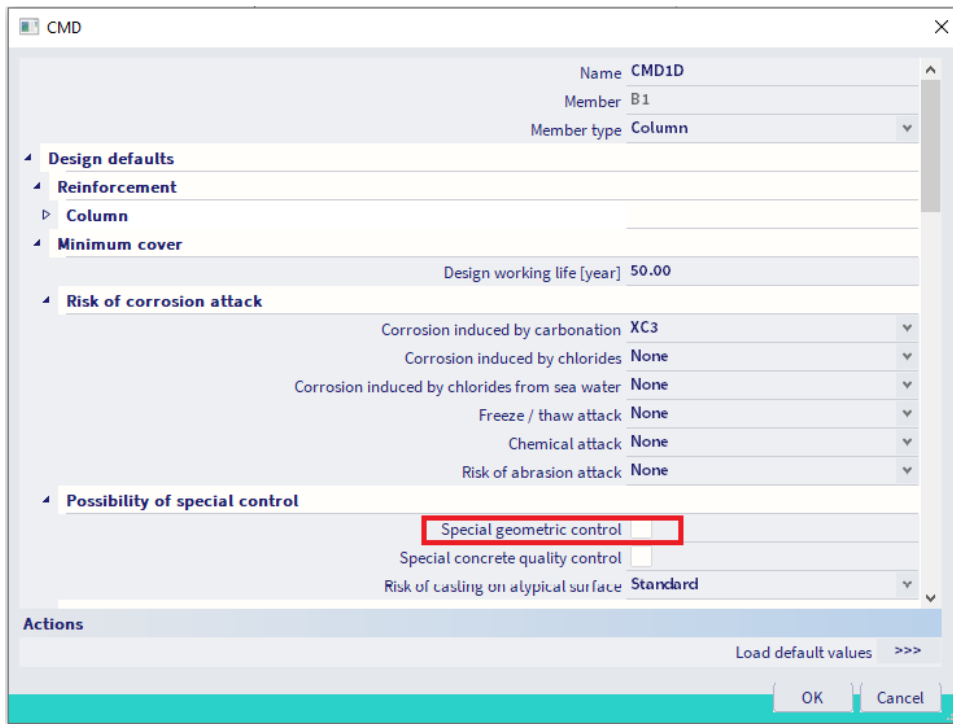 CMD
Name CMD1D
Member B1
Member type Column
Design defaults
Reinforcement
Column
Minimum cover
Design working life [year] 50.00
Risk of corrosion attack
Corrosion induced by carbonation XC3
Corrosion induced by chlorides None
Corrosion induced by chlorides from sea water None
Freeze / thaw attack None
Chemical attack None
Risk of abrasion attack None
Possibility of special control
Special geometric control
Special concrete quality control
Risk of casting on atypical surface Standard
Actions
Load default values >>>
OK Cancel